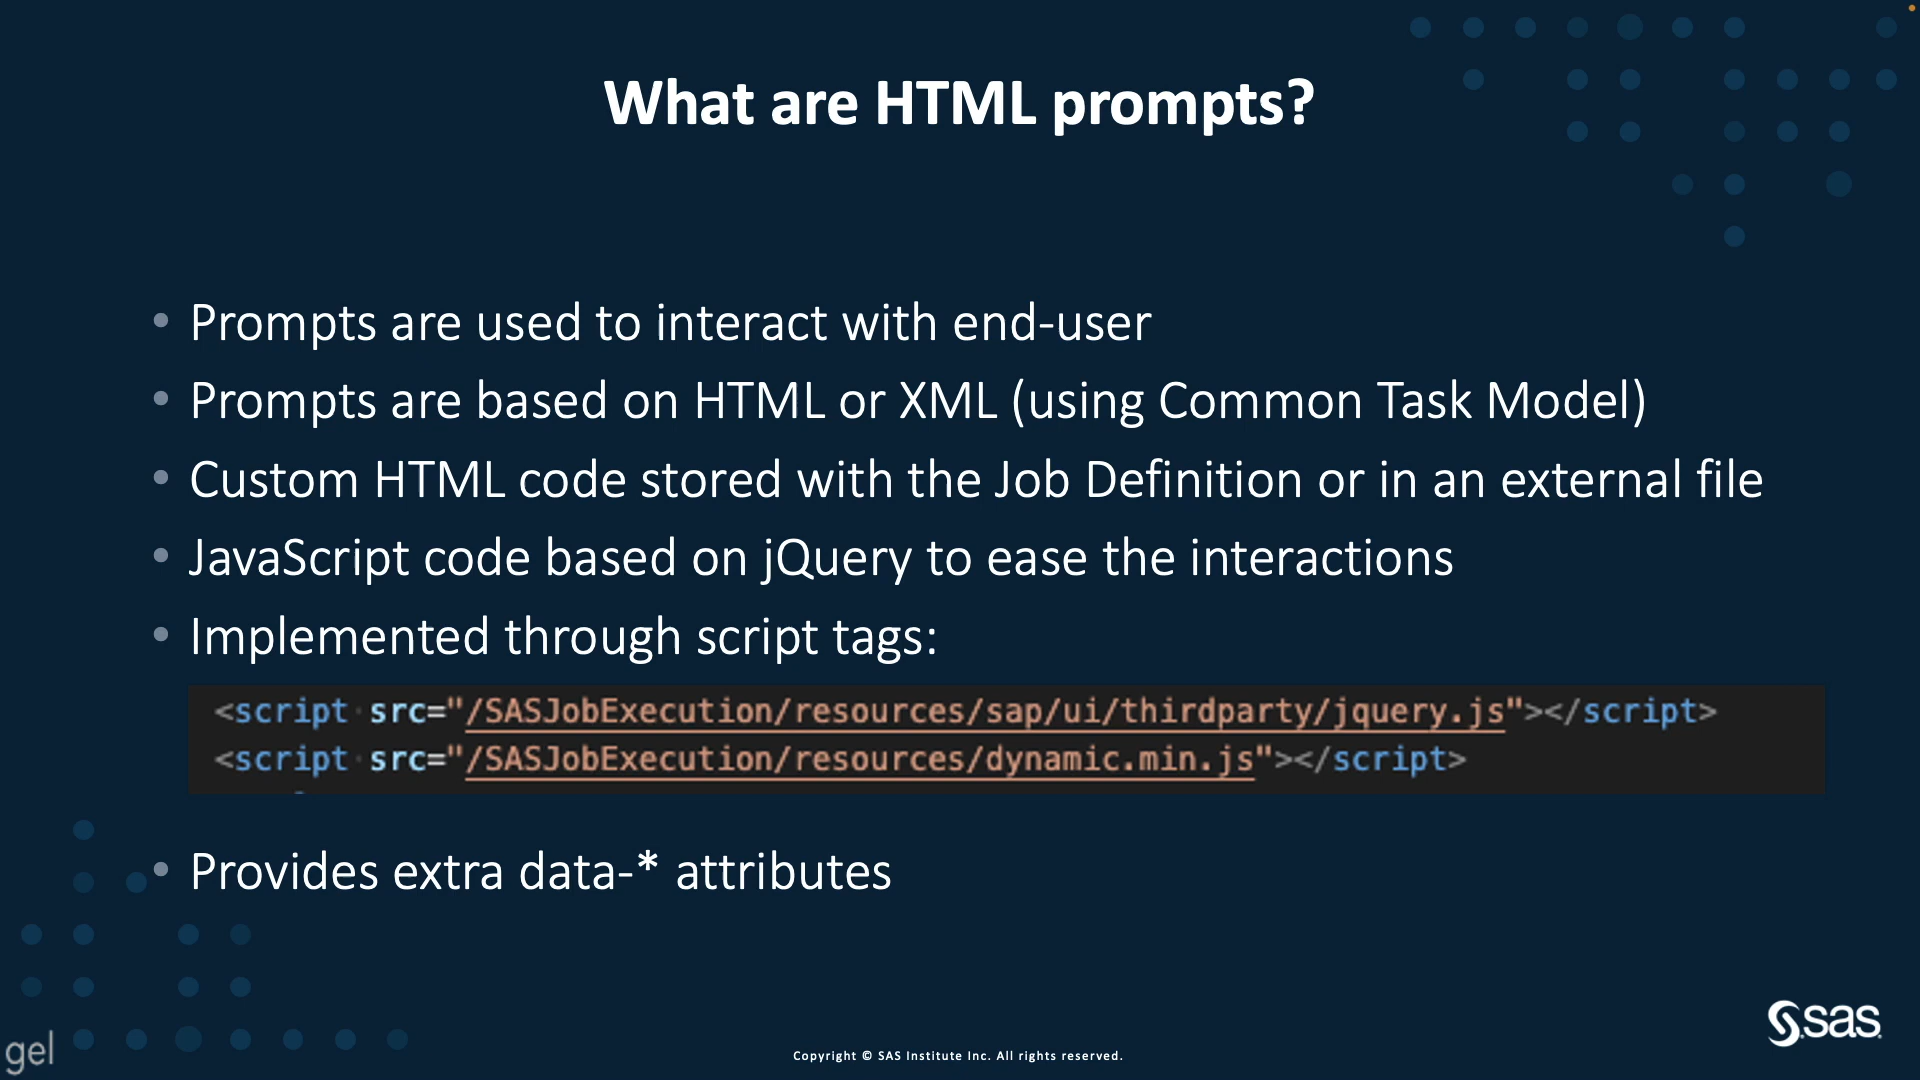 What are HTML prompts?
• Prompts are used to interact with end-user
• Prompts are based on HTML or XML (using Common Task Model)
• Custom HTML code stored with the Job Definition or in an external file
• JavaScript code based on jQuery to ease the interactions
• Implemented through script tags:
<script src="/SASJobExecution/resources/sap/ui/thirdparty/jquery.js"></script>
<script src="/SASJobExecution/resources/dynamic.min.js"></script>
• Provides extra data-* attributes
gel
Copyright © SAS Institute Inc. All rights reserved.
sas